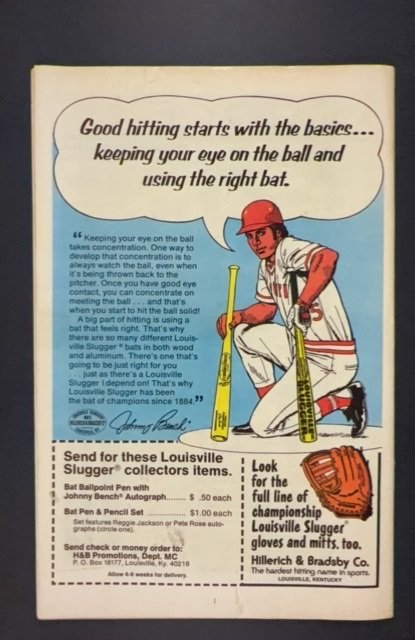 Good hitting starts with the basics...
keeping your eye on the ball and
using the right bat.
“Keeping your eye on the ball
takes concentration. One way to
develop that concentration is to
always watch the ball, even when
it's being thrown back to the
pitcher. Once you have good eye
contact, you can concentrate on
meeting the ball . . . and that's
when you start to hit the ball solid!
A big part of hitting is using a
bat that feels right. That's why
there are so many different Louis-
ville Slugger® bats in both wood
and aluminum. There's one that's
going to be just right for you
. . . just as there's a Louisville
Slugger I depend on! That's why
Louisville Slugger has been
the bat of champions since 1884.”
Johnny Bench
5
LOUISVILLE
SLUGGER
Send for these Louisville
Slugger® collectors items.
Bat Ballpoint Pen with
Johnny Bench® Autograph........ $ .50 each
Bat Pen & Pencil Set ............... $1.00 each
Set features Reggie Jackson or Pete Rose auto-
graphs (circle one).
Send check or money order to:
H&B Promotions, Dept. MC
P. O. Box 18177, Louisville, Ky. 40218
Allow 4-6 weeks for delivery.
Look
for the
full line of
championship
Louisville Slugger®
gloves and mitts, too.
Hillerich & Bradsby Co.
The hardest hitting name in sports.
LOUISVILLE, KENTUCKY